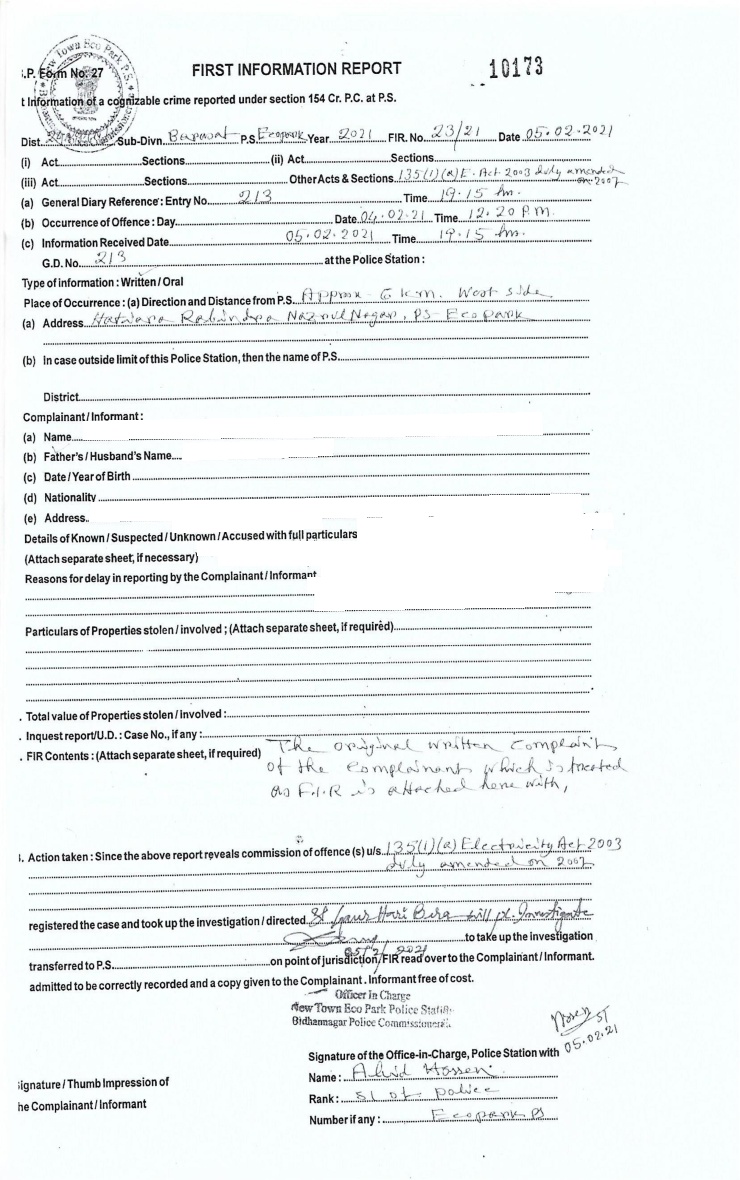 New Town Eco Park P.S.
.P. Form No. 27
FIRST INFORMATION REPORT
10173
t Information of a cognizable crime reported under section 154 Cr. P.C. at P.S.
Dist. Sub-Divn. Barasat P.S. Ecopark Year 2021 FIR. No. 23/21 Date 05.02.2021
(i) Act Sections (ii) Act Sections
(iii) Act Sections Other Acts & Sections 135(1)(a) E. Act 2003 duly amended on 2007
(a) General Diary Reference : Entry No. 213 Time 19.15 hrs.
(b) Occurrence of Offence : Day Date 04.02.21 Time 12.20 P.M.
(c) Information Received Date 05.02.2021 Time 19.15 hrs.
G.D. No. 213 at the Police Station :
Type of information : Written / Oral
Place of Occurrence : (a) Direction and Distance from P.S. Approx 6 k.m. West side
(a) Address Hatiara Rabindra Nazrul Nagar, PS- Ecopark
(b) In case outside limit of this Police Station, then the name of P.S.
District
Complainant / Informant :
(a) Name
(b) Father's / Husband's Name
(c) Date / Year of Birth
(d) Nationality
(e) Address
Details of Known / Suspected / Unknown / Accused with full particulars
(Attach separate sheet, if necessary)
Reasons for delay in reporting by the Complainant / Informant
Particulars of Properties stolen / involved ; (Attach separate sheet, if required)
. Total value of Properties stolen / involved :
. Inquest report / U.D. : Case No., if any :
. FIR Contents : (Attach separate sheet, if required) The original written complaint
of the complainant which is treated
as F.I.R is attached here with,
. Action taken : Since the above report reveals commission of offence (s) u/s. 135(1)(a) Electricity Act 2003
duly amended on 2007
registered the case and took up the investigation / directed SI Gour Hari Bera will pl. Investigate
to take up the investigation
05/2/2021
transferred to P.S. on point of jurisdiction / FIR read over to the Complainant / Informant.
admitted to be correctly recorded and a copy given to the Complainant . Informant free of cost.
Officer In Charge
New Town Eco Park Police Station
Bidhannagar Police Commissionerate
SI
05.02.21
Signature of the Office-in-Charge, Police Station with
Name : Abid Hossen
Rank : SI of police
Number if any : Ecopark PS
ignature / Thumb Impression of
he Complainant / Informant